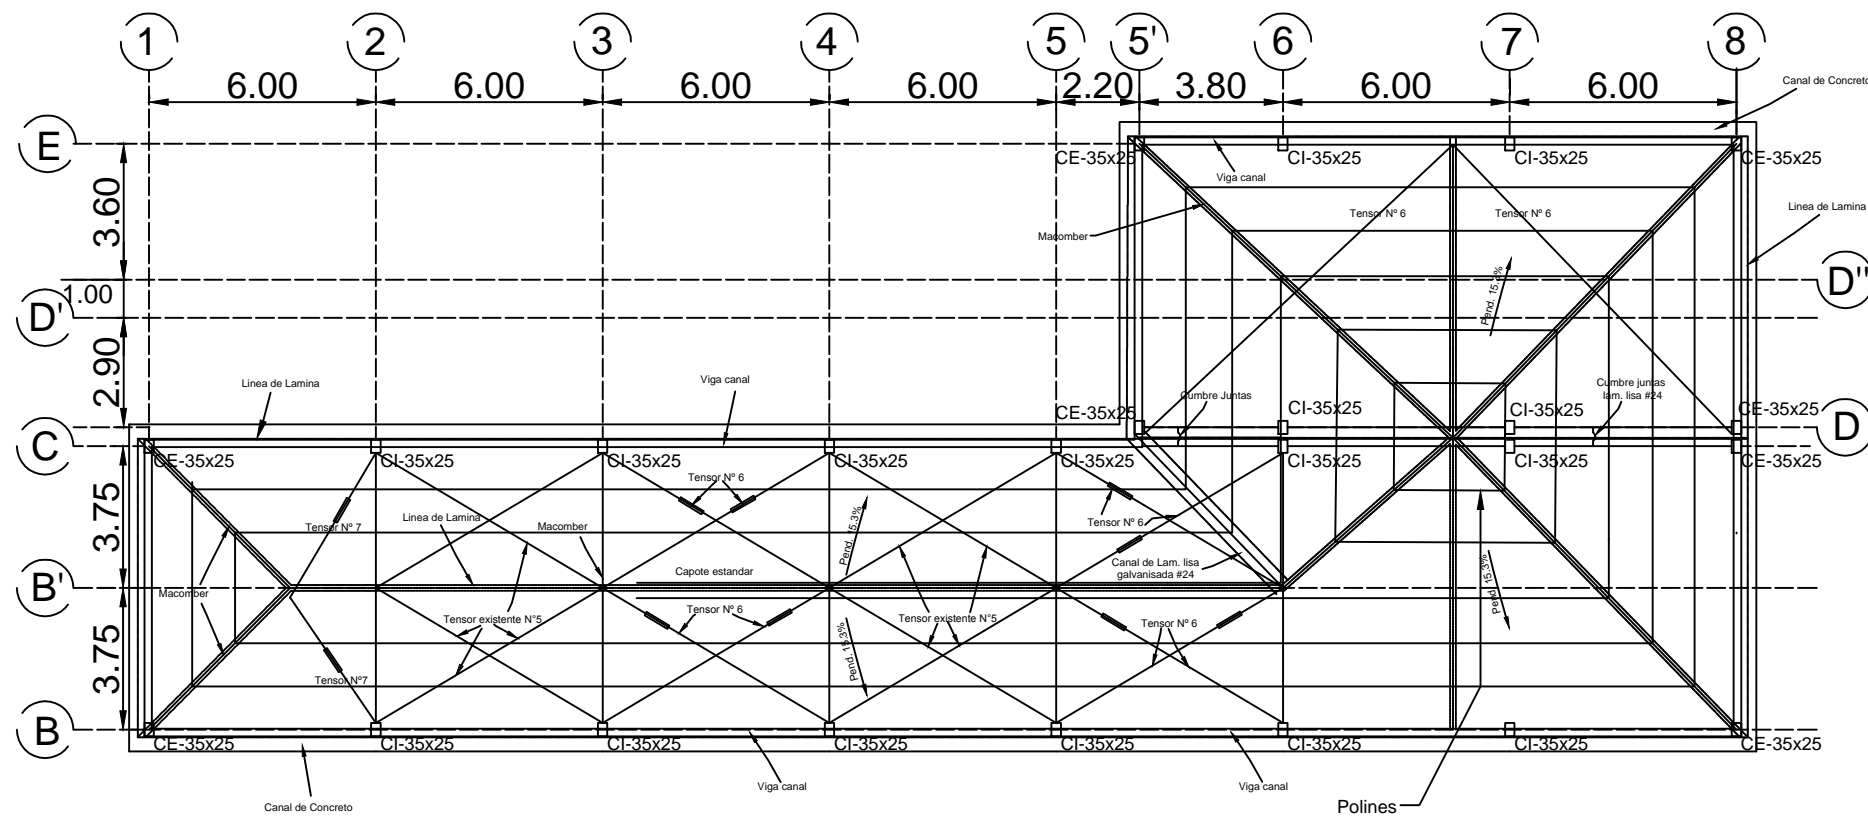 1 2 3 4 5 5' 6 7 8
6.00 6.00 6.00 6.00 2.20 3.80 6.00 6.00
Canal de Concreto
E
CE-35x25 CI-35x25 CI-35x25 CE-35x25
Viga canal
3.60
Tensor Nº 6 Tensor Nº 6
Linea de Lamina
Macomber
Pend. 15.3%
D''
1.00
D'
2.90
Linea de Lamina
Viga canal
Cumbre Juntas
Cumbre juntas
lam. lisa #24
CE-35x25 CI-35x25 CI-35x25 CE-35x25
D
C
CE-35x25 CI-35x25 CI-35x25 CI-35x25 CI-35x25 CI-35x25 CI-35x25 CE-35x25
3.75
Tensor Nº 6
Tensor Nº 7
Linea de Lamina
Macomber
Pend. 15.3%
Tensor Nº 6
Canal de Lam. lisa
galvanisada #24
Capote estandar
Pend. 15.3%
B'
Macomber
Tensor existente N°5
Tensor Nº 6
Tensor existente N°5
Tensor Nº 6
3.75
Pend. 15.3%
Tensor Nº7
B
CE-35x25 CI-35x25 CI-35x25 CI-35x25 CI-35x25 CI-35x25 CI-35x25 CE-35x25
Viga canal
Viga canal
Canal de Concreto
Polines